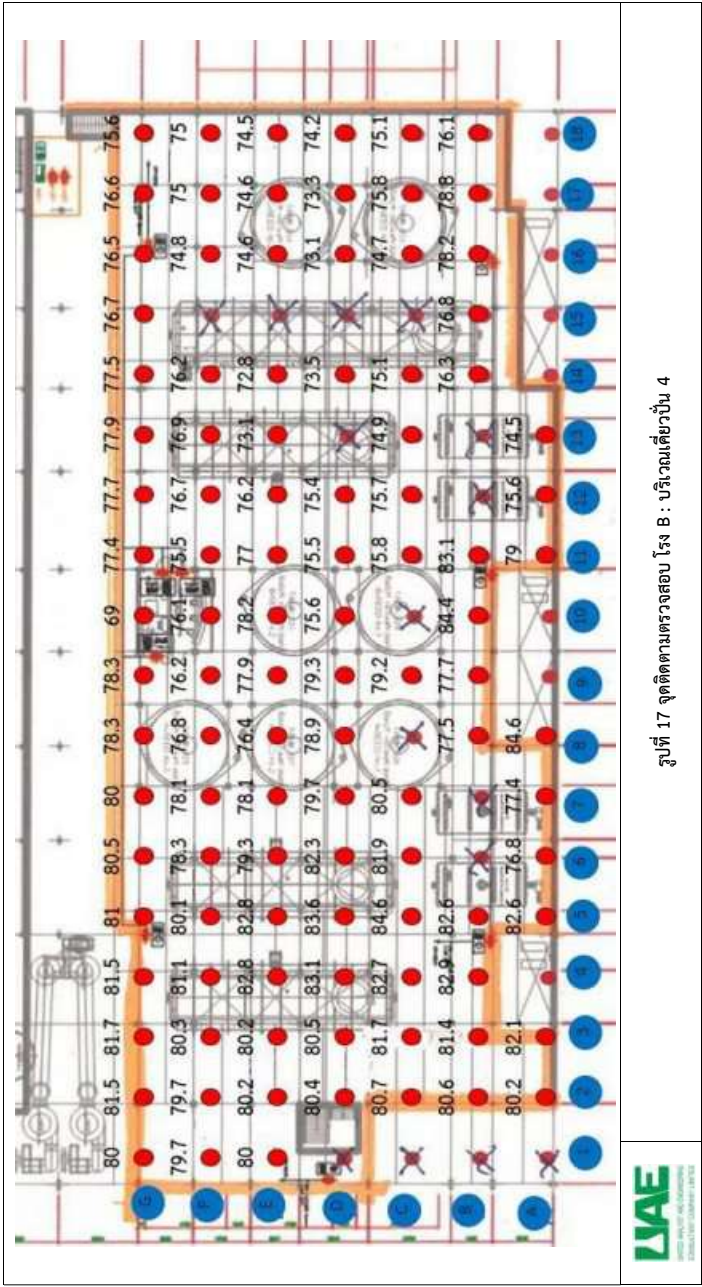 80 81.5 81.7 81.5 81 80.5 80 78.3 78.3 69 77.4 77.7 77.9 77.5 76.7 76.5 76.6 75.6
79.7 79.7 80.3 81.1 80.1 78.3 78.1 76.8 76.2 76.1 75.5 76.7 76.9 76.2 74.8 75 75
80 80.2 80.2 82.8 82.8 79.3 78.1 76.4 77.9 78.2 77 76.2 73.1 72.8 74.6 74.6 74.5
80.4 80.5 83.1 83.6 82.3 79.7 78.9 79.3 75.6 75.5 75.4 73.5 73.1 73.3 74.2
80.7 81.7 82.7 84.6 81.9 80.5 79.2 75.8 75.7 74.9 75.1 74.7 75.8 75.1
80.6 81.4 82.9 82.6 77.5 77.7 84.4 83.1 76.3 76.8 78.2 78.8 76.1
80.2 82.1 82.6 76.8 77.4 84.6 79 75.6 74.5
G
F
E
D
C
B
A
1 2 3 4 5 6 7 8 9 10 11 12 13 14 15 16 17 18
UAE
รูปที่ 17 จุดติดตามตรวจสอบ โรง B : บริเวณเคี่ยวปั่น 4